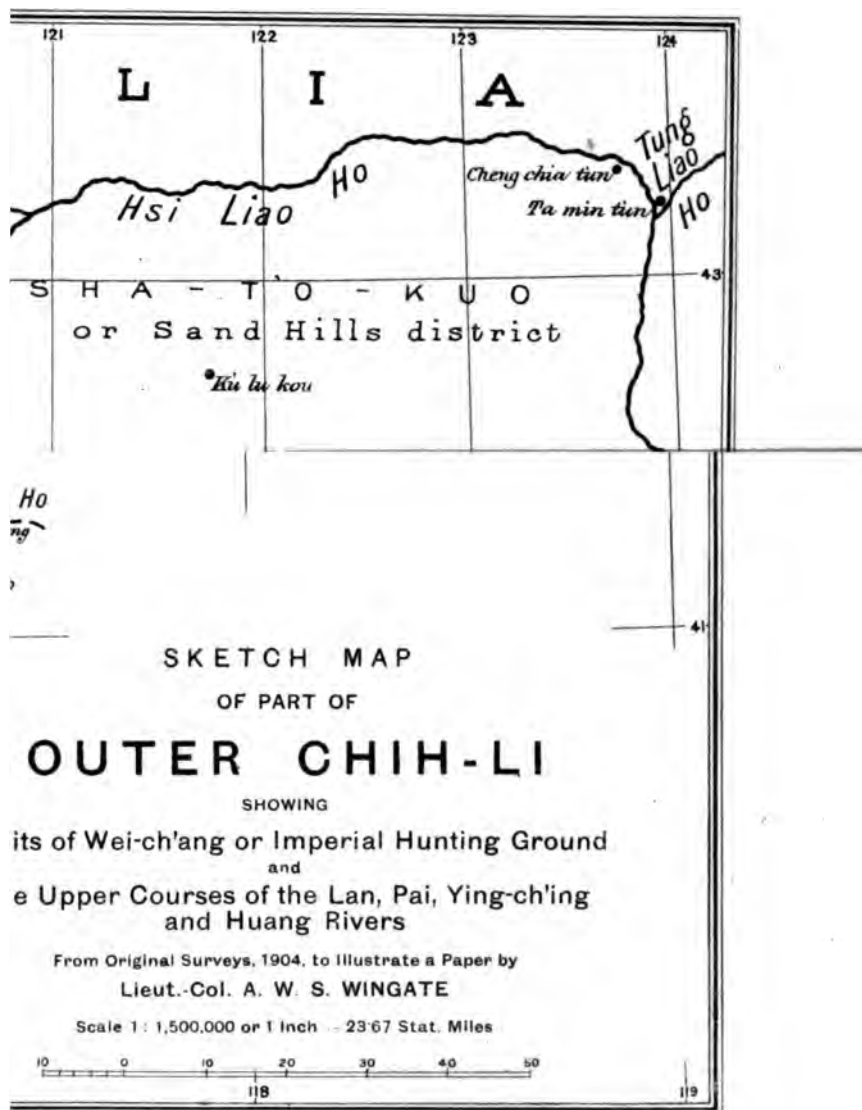 121 122 123 124
L I A
Tung
Liao
Ho
Ho
Cheng chia tun
Hsi Liao
Ta min tun
43
SHA-T'O-KUO
or Sand Hills district
Ku lu kou
Ho
ng
41
SKETCH MAP
OF PART OF
OUTER CHIH-LI
SHOWING
its of Wei-ch'ang or Imperial Hunting Ground
and
e Upper Courses of the Lan, Pai, Ying-ch'ing
and Huang Rivers
From Original Surveys, 1904, to Illustrate a Paper by
Lieut.-Col. A. W. S. WINGATE
Scale 1 : 1,500,000 or 1 Inch - 23·67 Stat. Miles
10 0 10 20 30 40 50
118 119